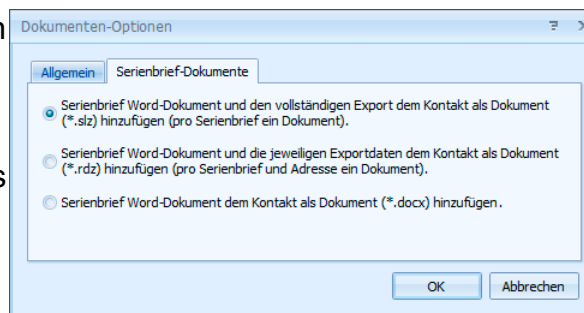 n
Dokumenten-Optionen
Allgemein Serienbrief-Dokumente
Serienbrief Word-Dokument und den vollständigen Export dem Kontakt als Dokument
(*.slz) hinzufügen (pro Serienbrief ein Dokument).
Serienbrief Word-Dokument und die jeweiligen Exportdaten dem Kontakt als Dokument
(*.rdz) hinzufügen (pro Serienbrief und Adresse ein Dokument).
s
Serienbrief Word-Dokument dem Kontakt als Dokument (*.docx) hinzufügen.
OK Abbrechen